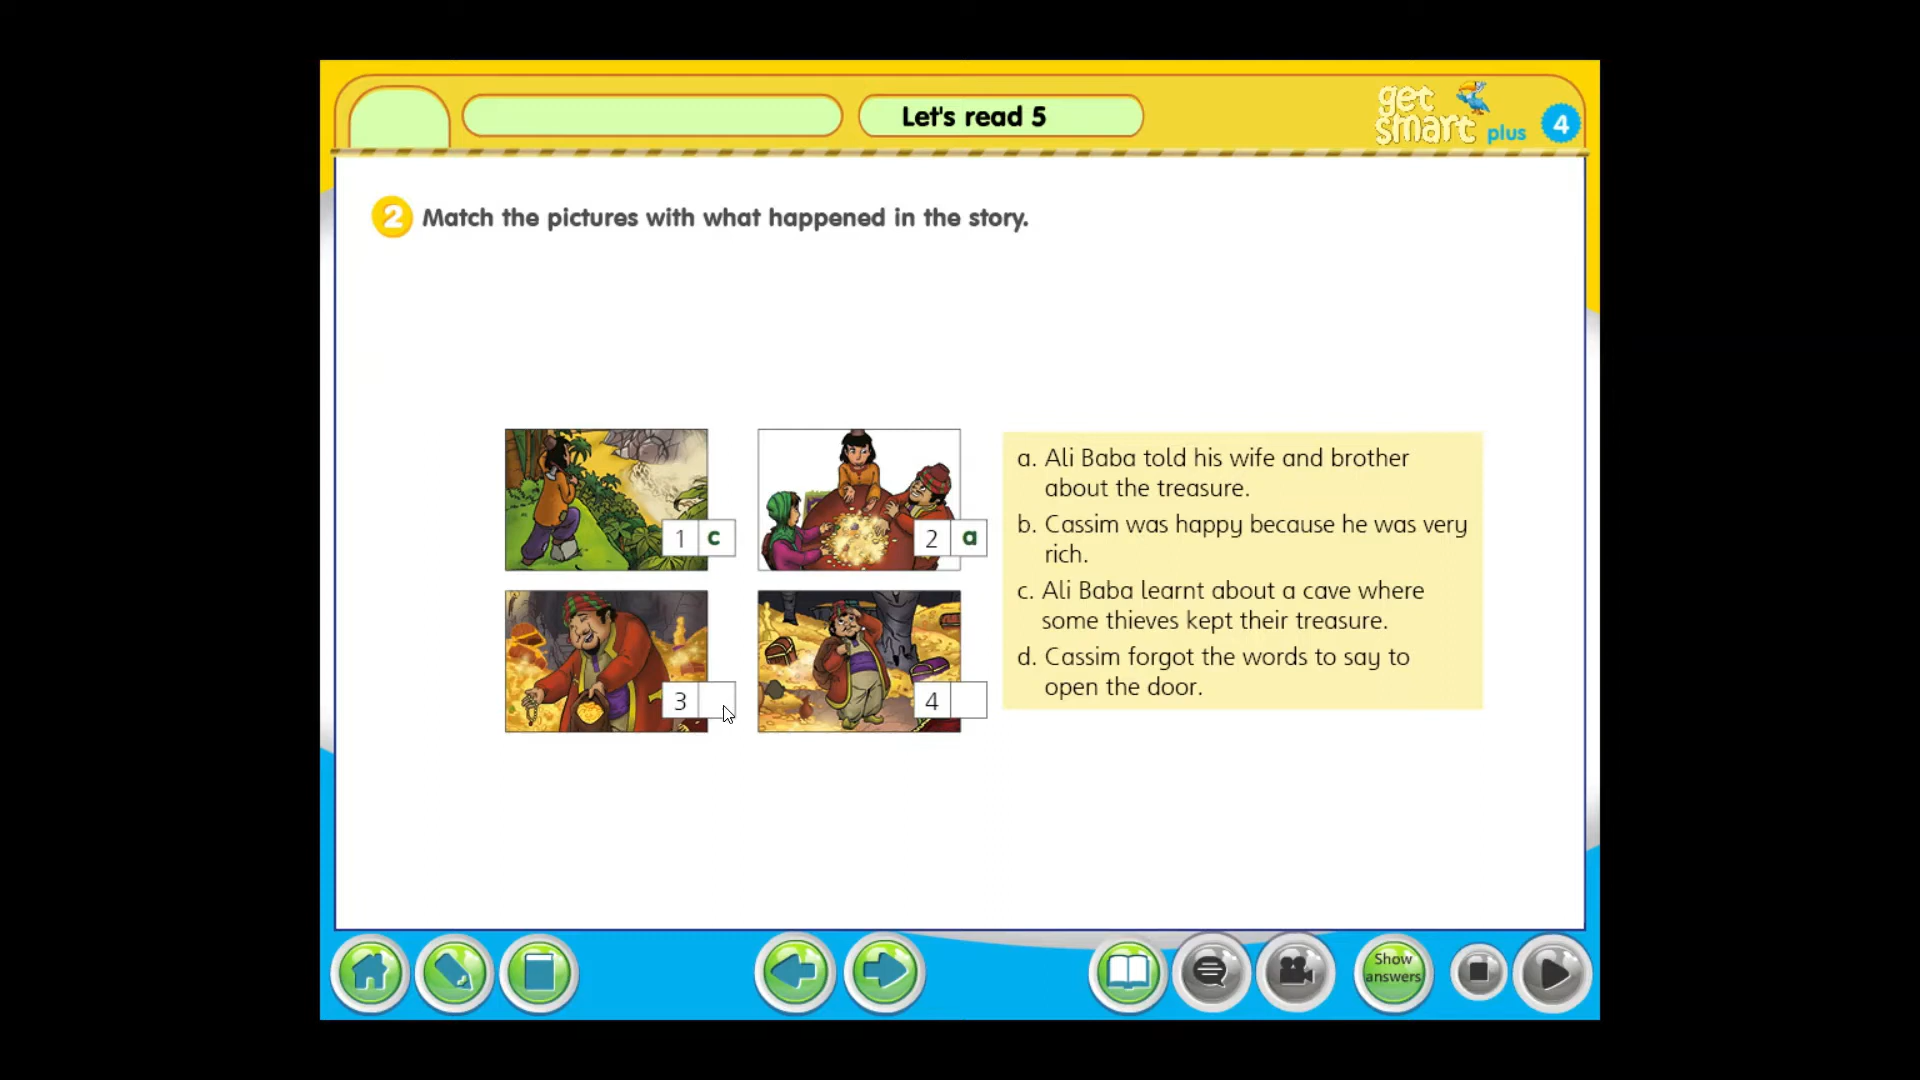 Let's read 5
get
smart plus 4
2 Match the pictures with what happened in the story.
1 c
2 a
3
4
a. Ali Baba told his wife and brother
about the treasure.
b. Cassim was happy because he was very
rich.
c. Ali Baba learnt about a cave where
some thieves kept their treasure.
d. Cassim forgot the words to say to
open the door.
Show
answers